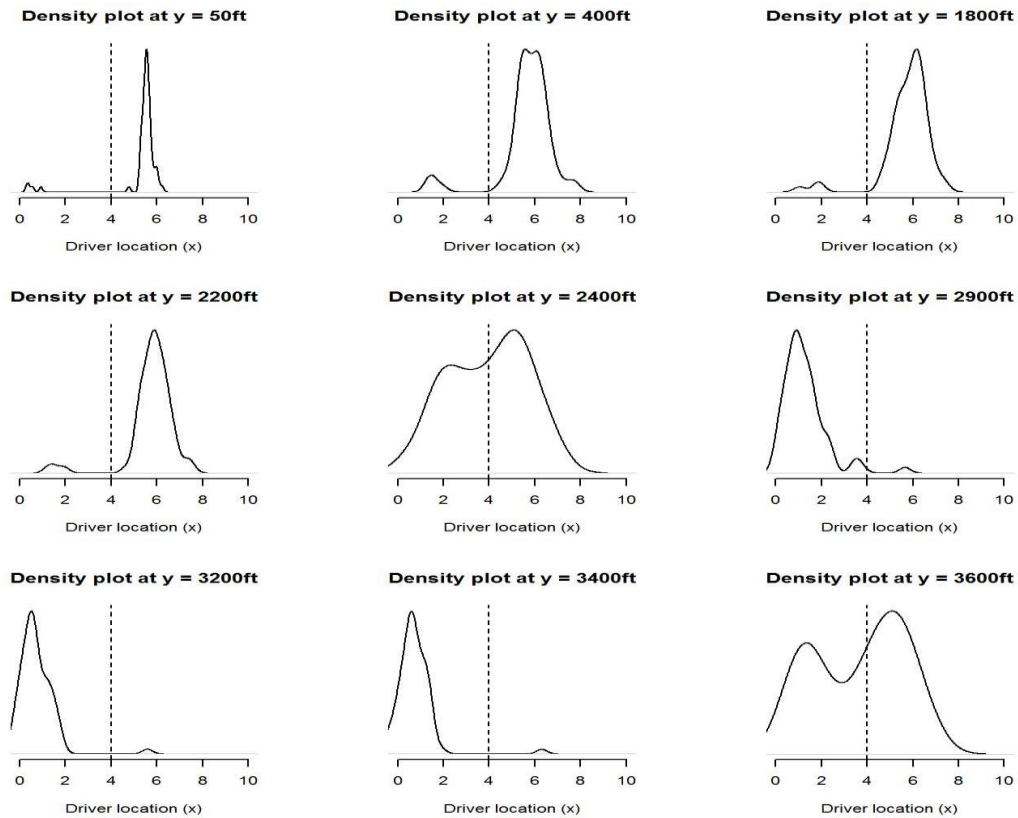 Density plot at y = 50ft
Density plot at y = 400ft
Density plot at y = 1800ft
0 2 4 6 8 10
0 2 4 6 8 10
0 2 4 6 8 10
Driver location (x)
Driver location (x)
Driver location (x)
Density plot at y = 2200ft
Density plot at y = 2400ft
Density plot at y = 2900ft
0 2 4 6 8 10
0 2 4 6 8 10
0 2 4 6 8 10
Driver location (x)
Driver location (x)
Driver location (x)
Density plot at y = 3200ft
Density plot at y = 3400ft
Density plot at y = 3600ft
0 2 4 6 8 10
0 2 4 6 8 10
0 2 4 6 8 10
Driver location (x)
Driver location (x)
Driver location (x)